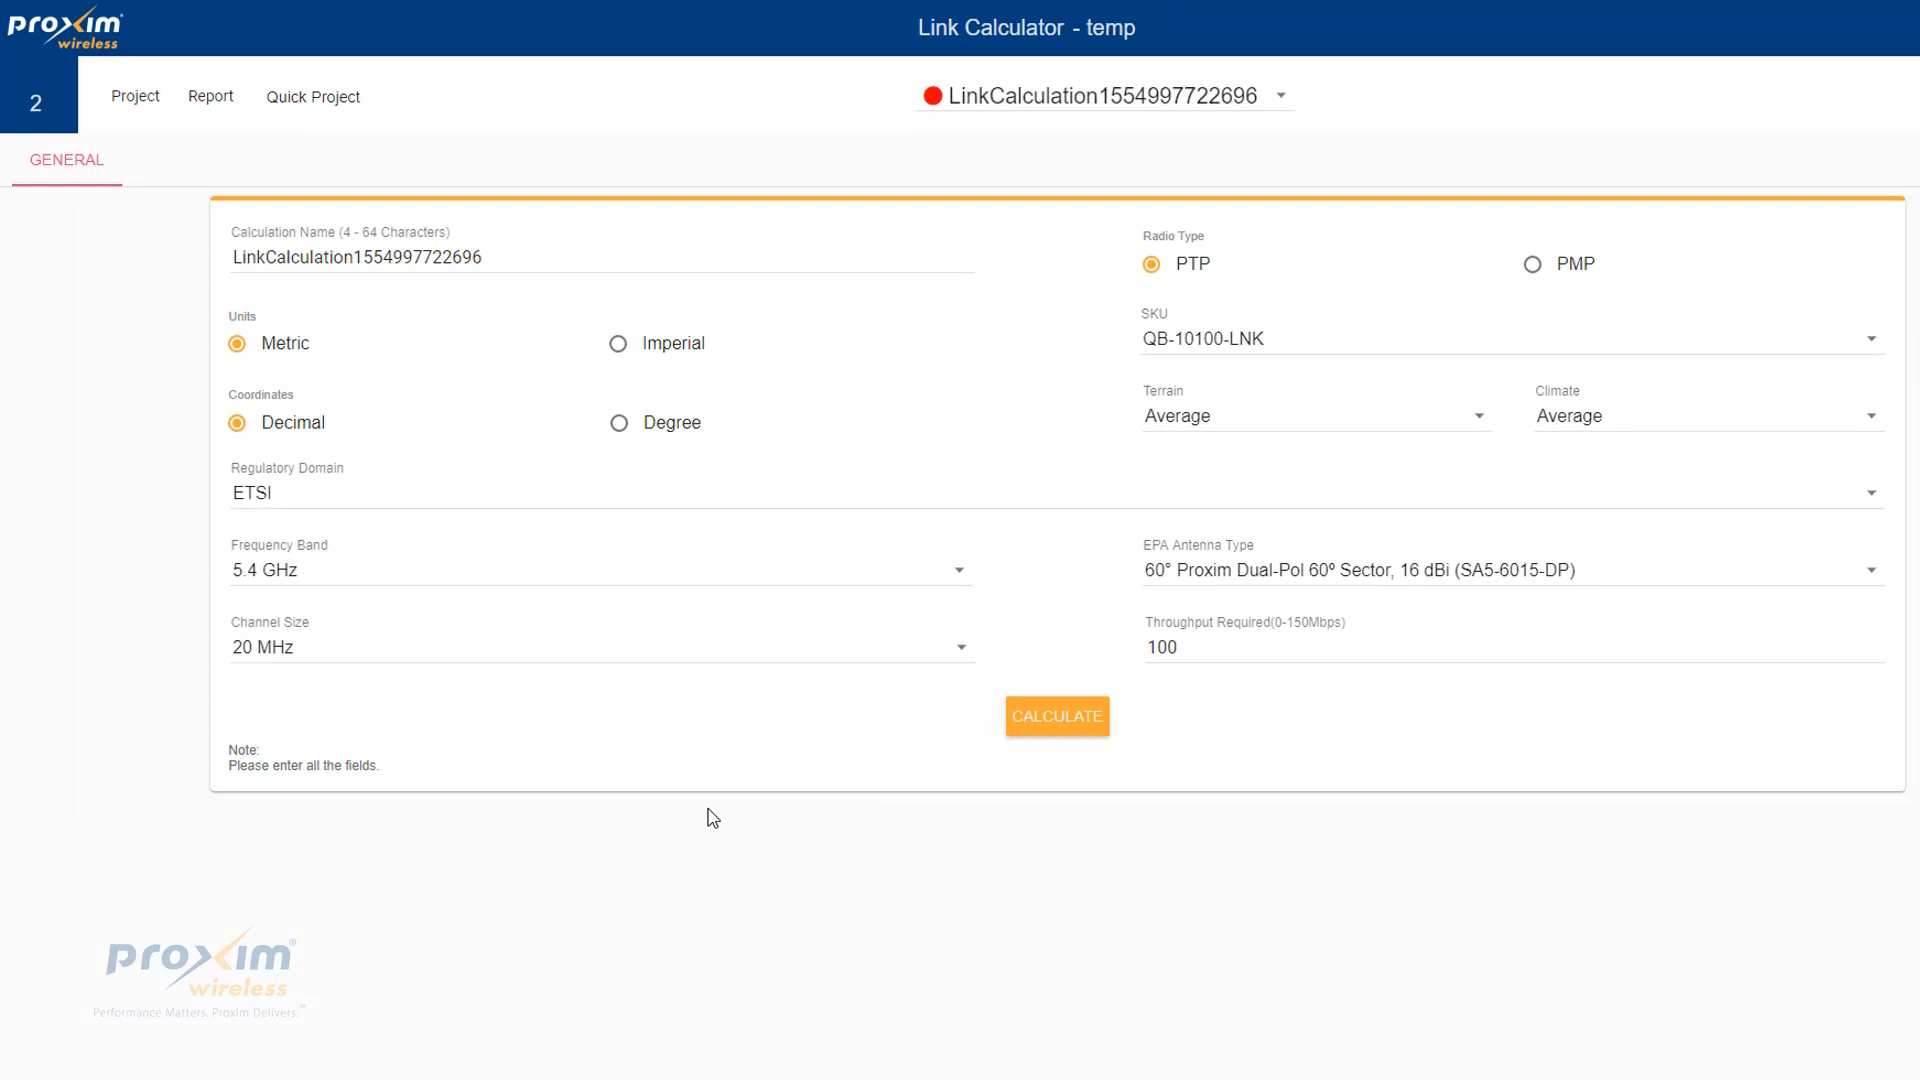 proxim
wireless
Link Calculator - temp
2
Project Report Quick Project
LinkCalculation1554997722696
GENERAL
Calculation Name (4 - 64 Characters)
LinkCalculation1554997722696
Radio Type
PTP PMP
Units
Metric Imperial
SKU
QB-10100-LNK
Coordinates
Decimal Degree
Terrain Climate
Average Average
Regulatory Domain
ETSI
Frequency Band
5.4 GHz
EPA Antenna Type
60° Proxim Dual-Pol 60º Sector, 16 dBi (SA5-6015-DP)
Channel Size
20 MHz
Throughput Required(0-150Mbps)
100
CALCULATE
Note:
Please enter all the fields.
proxim®
wireless
Performance Matters. Proxim Delivers.™